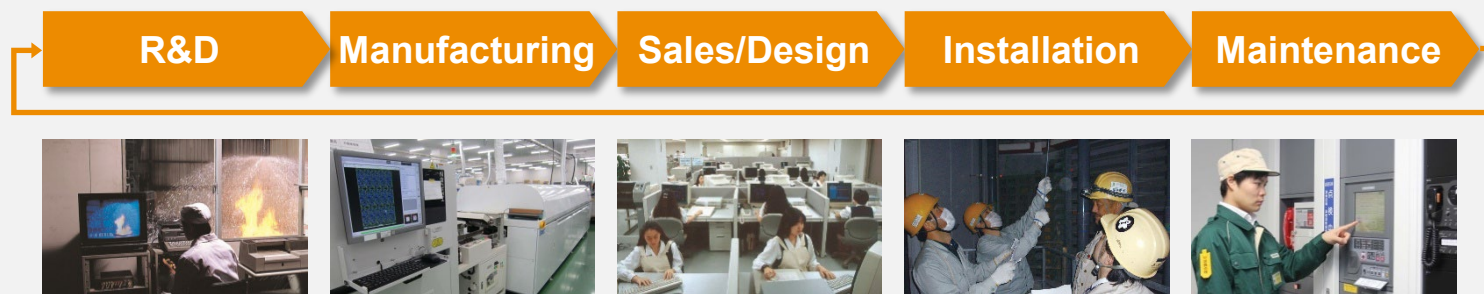 R&D
Manufacturing
Sales/Design
Installation
Maintenance